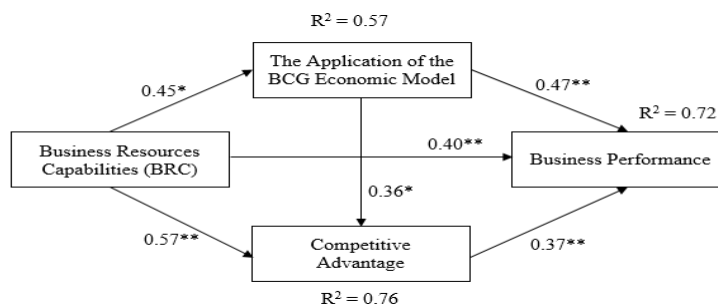 R² = 0.57
The Application of the
BCG Economic Model
0.45*
0.47**
R² = 0.72
Business Resources
Capabilities (BRC)
0.40**
Business Performance
0.36*
0.57**
Competitive
Advantage
0.37**
R² = 0.76